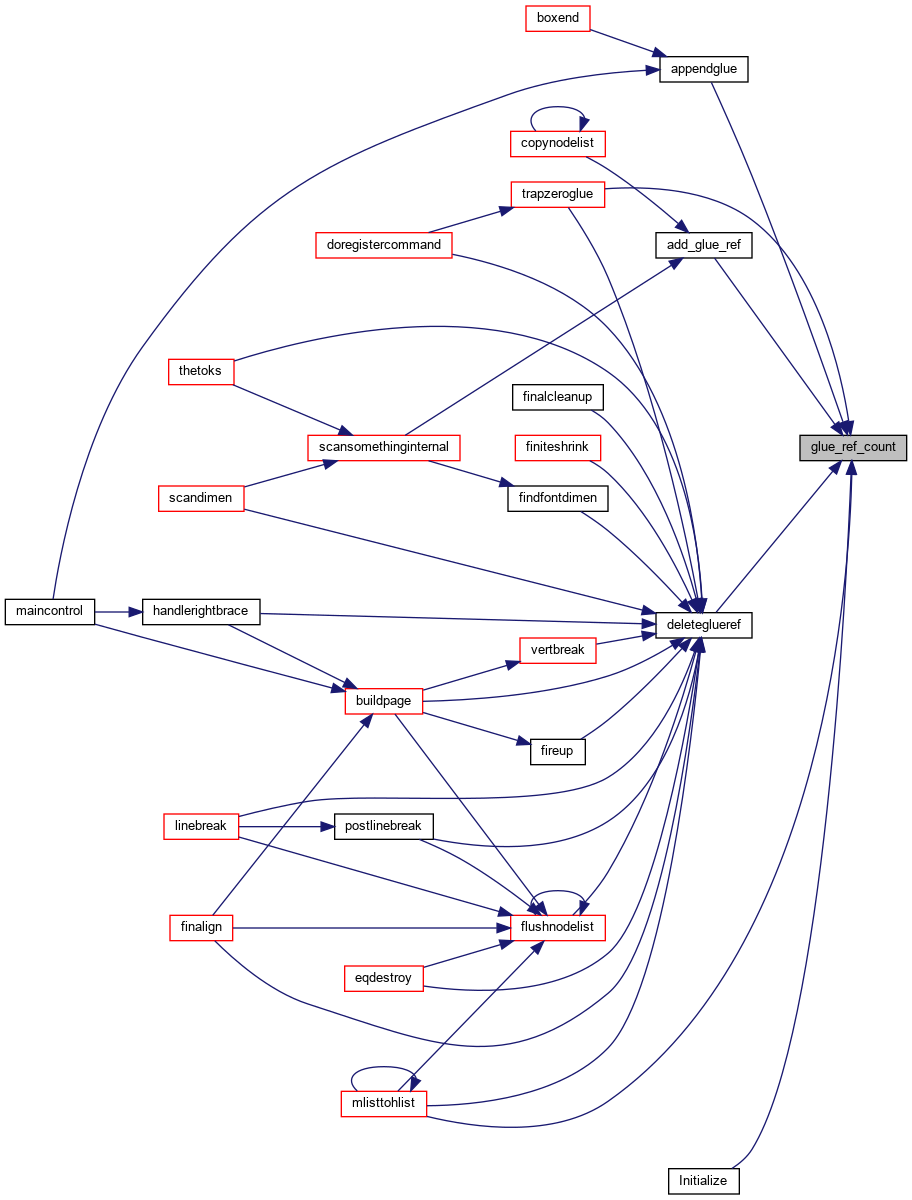 boxend
appendglue
copynodelist
trapzeroglue
doregistercommand
add_glue_ref
thetoks
finalcleanup
scansomethinginternal
finiteshrink
glue_ref_count
scandimen
findfontdimen
maincontrol
handlerightbrace
deleteglueref
vertbreak
buildpage
fireup
linebreak
postlinebreak
finalign
flushnodelist
eqdestroy
mlisttohlist
Initialize